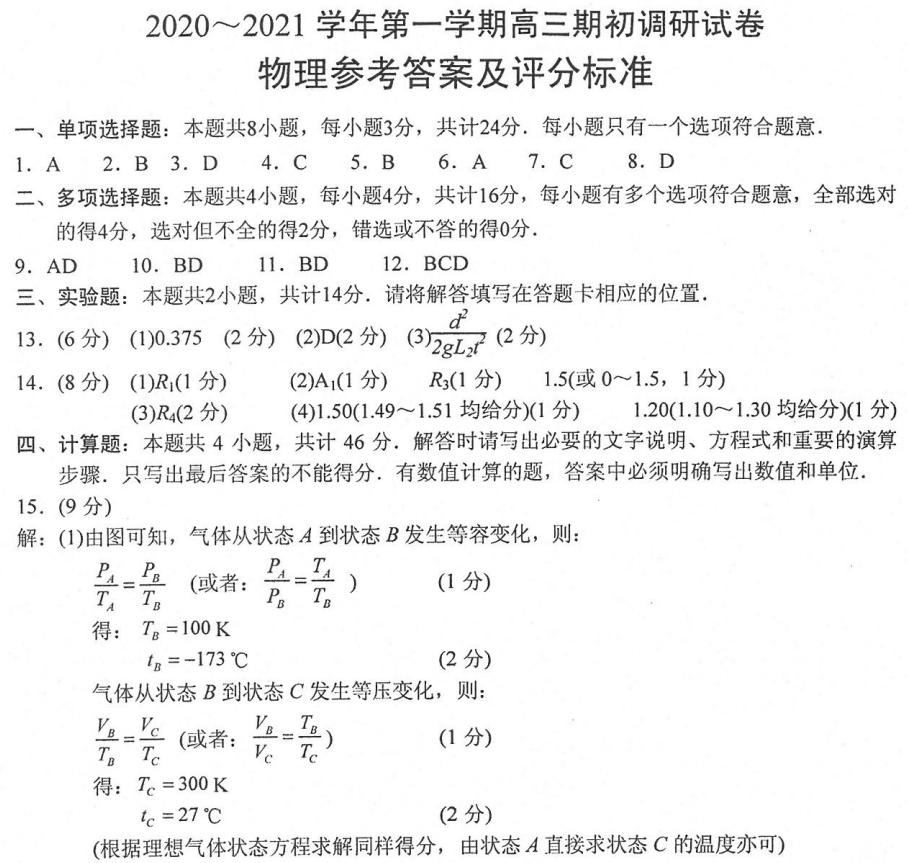 2020～2021 学年第一学期高三期初调研试卷
物理参考答案及评分标准
一、单项选择题：本题共8小题，每小题3分，共计24分．每小题只有一个选项符合题意．
1．A 2．B 3．D 4．C 5．B 6．A 7．C 8．D
二、多项选择题：本题共4小题，每小题4分，共计16分，每小题有多个选项符合题意，全部选对
的得4分，选对但不全的得2分，错选或不答的得0分．
9．AD 10．BD 11．BD 12．BCD
三、实验题：本题共2小题，共计14分．请将解答填写在答题卡相应的位置．
13．(6 分) (1)0.375 (2 分) (2)D(2 分) (3)$\frac{d^2}{2gL_2t^2}$ (2 分)
14．(8 分) (1)R₁(1 分) (2)A₁(1 分) R₃(1 分) 1.5(或 0～1.5，1 分)
(3)R₄(2 分) (4)1.50(1.49～1.51 均给分)(1 分) 1.20(1.10～1.30 均给分)(1 分)
四、计算题：本题共 4 小题，共计 46 分．解答时请写出必要的文字说明、方程式和重要的演算
步骤．只写出最后答案的不能得分．有数值计算的题，答案中必须明确写出数值和单位．
15．(9 分)
解：(1)由图可知，气体从状态 A 到状态 B 发生等容变化，则：
$\frac{P_A}{T_A}=\frac{P_B}{T_B}$ (或者：$\frac{P_A}{P_B}=\frac{T_A}{T_B}$ ) (1 分)
得：T_B =100 K
t_B =−173 ℃ (2 分)
气体从状态 B 到状态 C 发生等压变化，则：
$\frac{V_B}{T_B}=\frac{V_C}{T_C}$ (或者：$\frac{V_B}{V_C}=\frac{T_B}{T_C}$) (1 分)
得：T_C =300 K
t_C =27 ℃ (2 分)
(根据理想气体状态方程求解同样得分，由状态 A 直接求状态 C 的温度亦可)